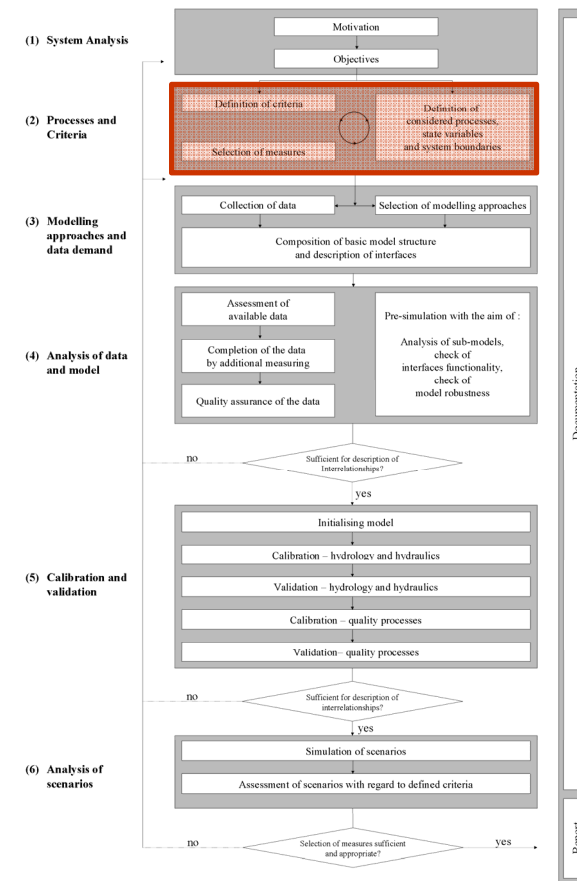 (1) System Analysis
Motivation
Objectives
(2) Processes and
Criteria
Definition of criteria
Selection of measures
Definition of
considered processes,
state variables
and system boundaries
(3) Modelling
approaches and
data demand
Collection of data
Selection of modelling approaches
Composition of basic model structure
and description of interfaces
(4) Analysis of data
and model
Assessment of
available data
Completion of the data
by additional measuring
Quality assurance of the data
Pre-simulation with the aim of :
Analysis of sub-models,
check of
interfaces functionality,
check of
model robustness
no
Sufficient for description of
Interrelationships?
yes
(5) Calibration and
validation
Initialising model
Calibration – hydrology and hydraulics
Validation – hydrology and hydraulics
Calibration – quality processes
Validation– quality processes
no
Sufficient for description of
interrelationships?
yes
(6) Analysis of
scenarios
Simulation of scenarios
Assessment of scenarios with regard to defined criteria
no
Selection of measures sufficient
and appropriate?
yes
Documentation
Report